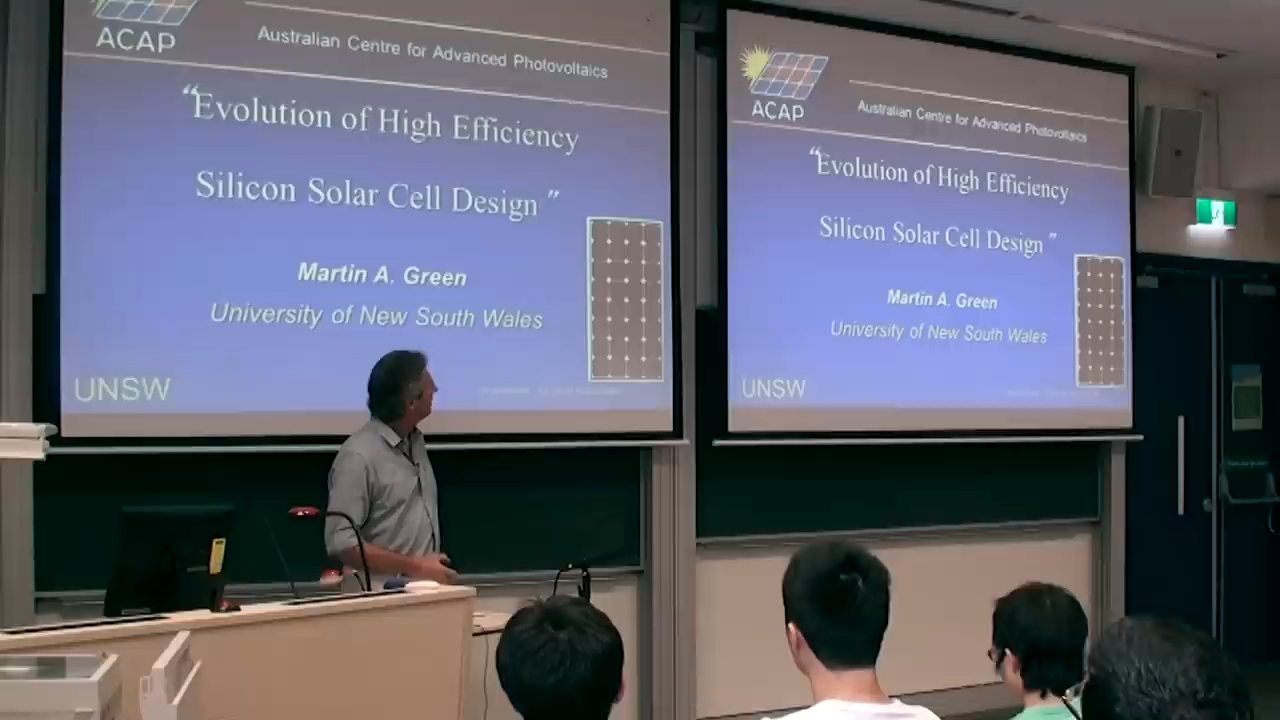 ACAP
Australian Centre for Advanced Photovoltaics
“Evolution of High Efficiency
Silicon Solar Cell Design ”
Martin A. Green
University of New South Wales
UNSW
ACAP
Australian Centre for Advanced Photovoltaics
“Evolution of High Efficiency
Silicon Solar Cell Design ”
Martin A. Green
University of New South Wales
UNSW